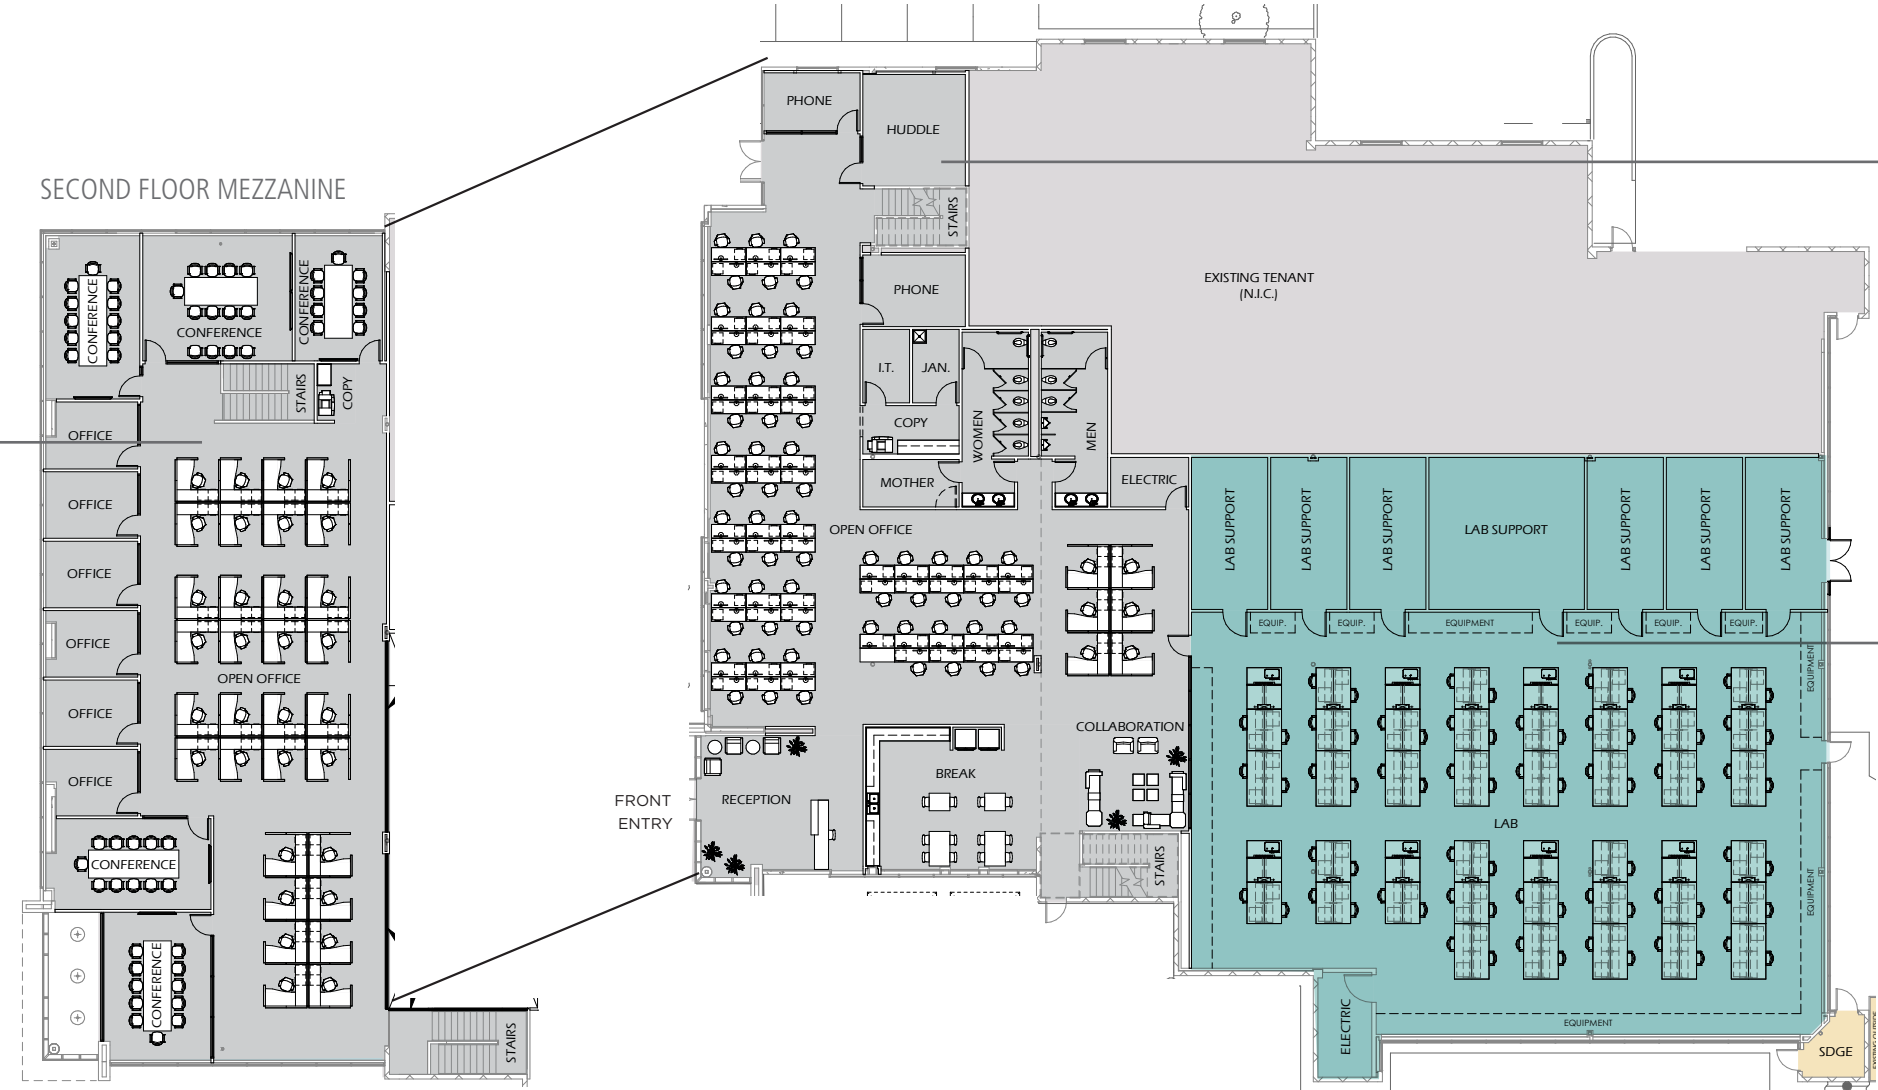 SECOND FLOOR MEZZANINE
CONFERENCE
CONFERENCE
CONFERENCE
STAIRS
COPY
OFFICE
OFFICE
OFFICE
OFFICE
OPEN OFFICE
OFFICE
OFFICE
CONFERENCE
CONFERENCE
STAIRS
PHONE
HUDDLE
STAIRS
PHONE
EXISTING TENANT
(N.I.C.)
I.T.
JAN.
COPY
WOMEN
MEN
MOTHER
ELECTRIC
OPEN OFFICE
COLLABORATION
BREAK
RECEPTION
FRONT
ENTRY
STAIRS
LAB SUPPORT
LAB SUPPORT
LAB SUPPORT
LAB SUPPORT
LAB SUPPORT
LAB SUPPORT
LAB SUPPORT
EQUIP.
EQUIP.
EQUIPMENT
EQUIP.
EQUIP.
EQUIP.
EQUIPMENT
LAB
EQUIPMENT
EQUIPMENT
ELECTRIC
SDGE